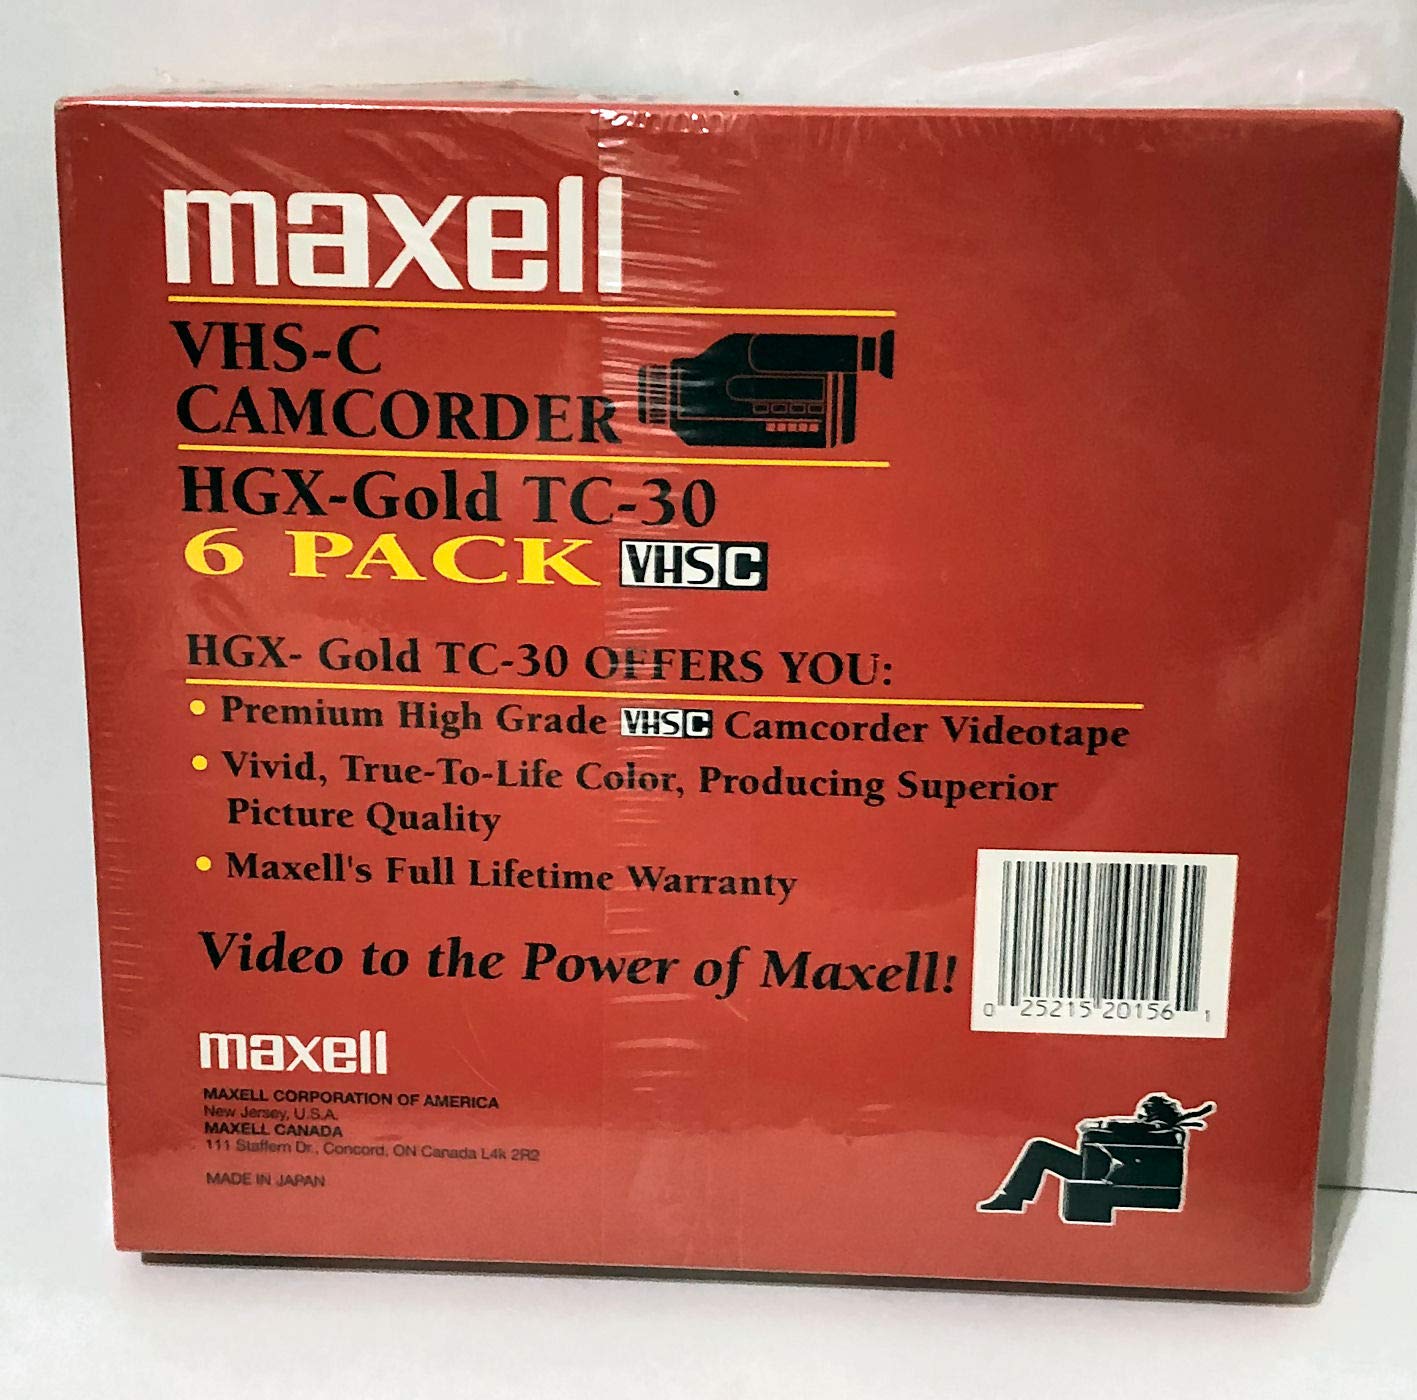 maxell
VHS-C
CAMCORDER
HGX-Gold TC-30
6 PACK VHS C
HGX- Gold TC-30 OFFERS YOU:
• Premium High Grade VHS C Camcorder Videotape
• Vivid, True-To-Life Color, Producing Superior
Picture Quality
• Maxell's Full Lifetime Warranty
Video to the Power of Maxell!
0 25215 20156 1
maxell
MAXELL CORPORATION OF AMERICA
New Jersey, U.S.A.
MAXELL CANADA
111 Staffern Dr., Concord, ON Canada L4k 2R2
MADE IN JAPAN